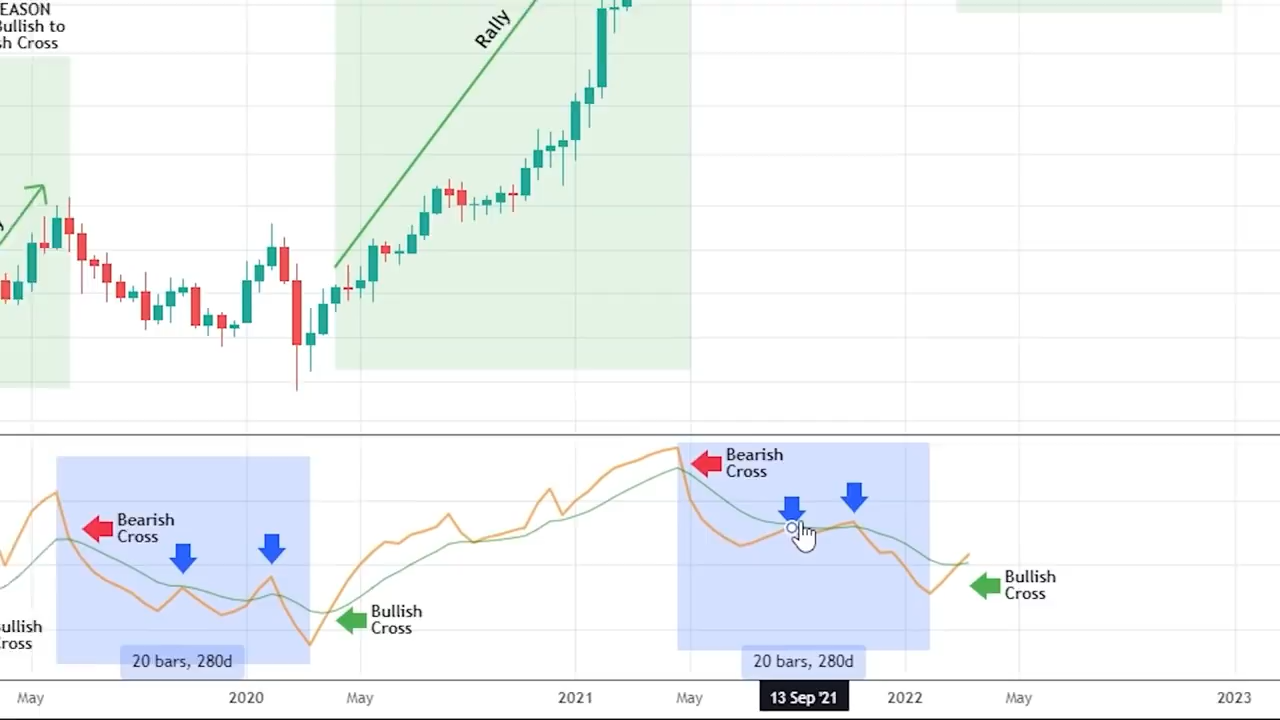 EASON
Bullish to
sh Cross
Rally
Bearish
Cross
Bearish
Cross
Bullish
Cross
Bullish
Cross
ullish
ross
20 bars, 280d
20 bars, 280d
May
2020
May
2021
May
13 Sep '21
2022
May
2023